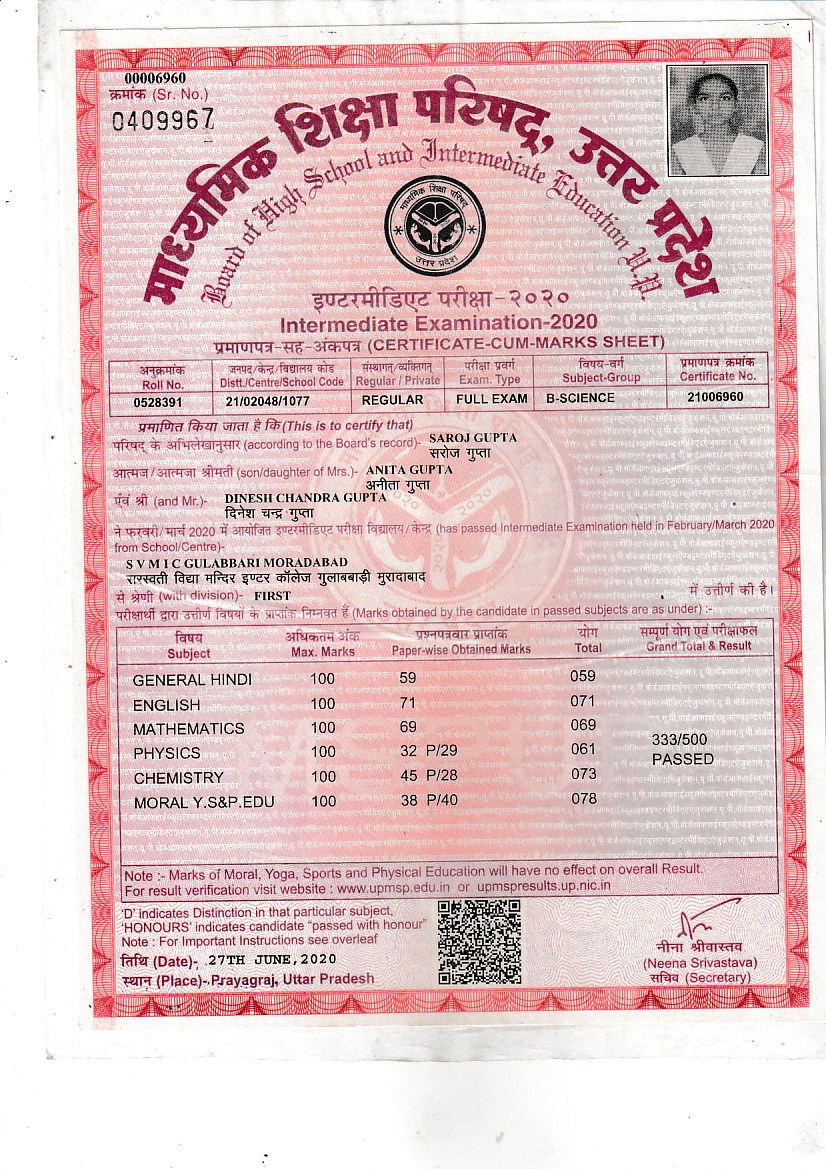 00006960
क्रमांक (Sr. No.)
0409967
माध्यमिक शिक्षा परिषद, उत्तर प्रदेश
Board of High School and Intermediate Education U.P.
माध्यमिक शिक्षा परिषद
उत्तर प्रदेश
इण्टरमीडिएट परीक्षा-२०२०
Intermediate Examination-2020
प्रमाणपत्र-सह-अंकपत्र (CERTIFICATE-CUM-MARKS SHEET)
अनुक्रमांक जनपद/केन्द्र/विद्यालय कोड संस्थागत/व्यक्तिगत परीक्षा प्रवर्ग विषय-वर्ग प्रमाणपत्र क्रमांक
Roll No. Distt./Centre/School Code Regular / Private Exam. Type Subject-Group Certificate No.
0528391 21/02048/1077 REGULAR FULL EXAM B-SCIENCE 21006960
प्रमाणित किया जाता है कि (This is to certify that)
परिषद के अभिलेखानुसार (according to the Board's record)- SAROJ GUPTA
सरोज गुप्ता
आत्मज/आत्मजा श्रीमती (son/daughter of Mrs.)- ANITA GUPTA
अनीता गुप्ता
एंव श्री (and Mr.)- DINESH CHANDRA GUPTA
दिनेश चन्द्र गुप्ता
ने फरवरी/मार्च 2020 में आयोजित इण्टरमीडिएट परीक्षा विद्यालय/केन्द्र (has passed Intermediate Examination held in February/March 2020
from School/Centre)-
S V M I C GULABBARI MORADABAD
सरस्वती विद्या मन्दिर इण्टर कॉलेज गुलाबबाड़ी मुरादाबाद
से श्रेणी (with division)- FIRST में उत्तीर्ण की है।
परीक्षार्थी द्वारा उत्तीर्ण विषयों के प्राप्तांक निम्नवत हैं (Marks obtained by the candidate in passed subjects are as under) :-
विषय अधिकतम अंक प्रश्नपत्रवार प्राप्तांक योग सम्पूर्ण योग एवं परीक्षाफल
Subject Max. Marks Paper-wise Obtained Marks Total Grand Total & Result
GENERAL HINDI 100 59 059
ENGLISH 100 71 071
MATHEMATICS 100 69 069
333/500
PHYSICS 100 32 P/29 061
PASSED
CHEMISTRY 100 45 P/28 073
MORAL Y.S&P.EDU 100 38 P/40 078
Note :- Marks of Moral, Yoga, Sports and Physical Education will have no effect on overall Result.
For result verification visit website : www.upmsp.edu.in or upmspresults.up.nic.in
'D' indicates Distinction in that particular subject,
'HONOURS' indicates candidate "passed with honour"
Note : For Important Instructions see overleaf
तिथि (Date)- 27TH JUNE,2020
स्थान (Place)- Prayagraj, Uttar Pradesh
नीना श्रीवास्तव
(Neena Srivastava)
सचिव (Secretary)